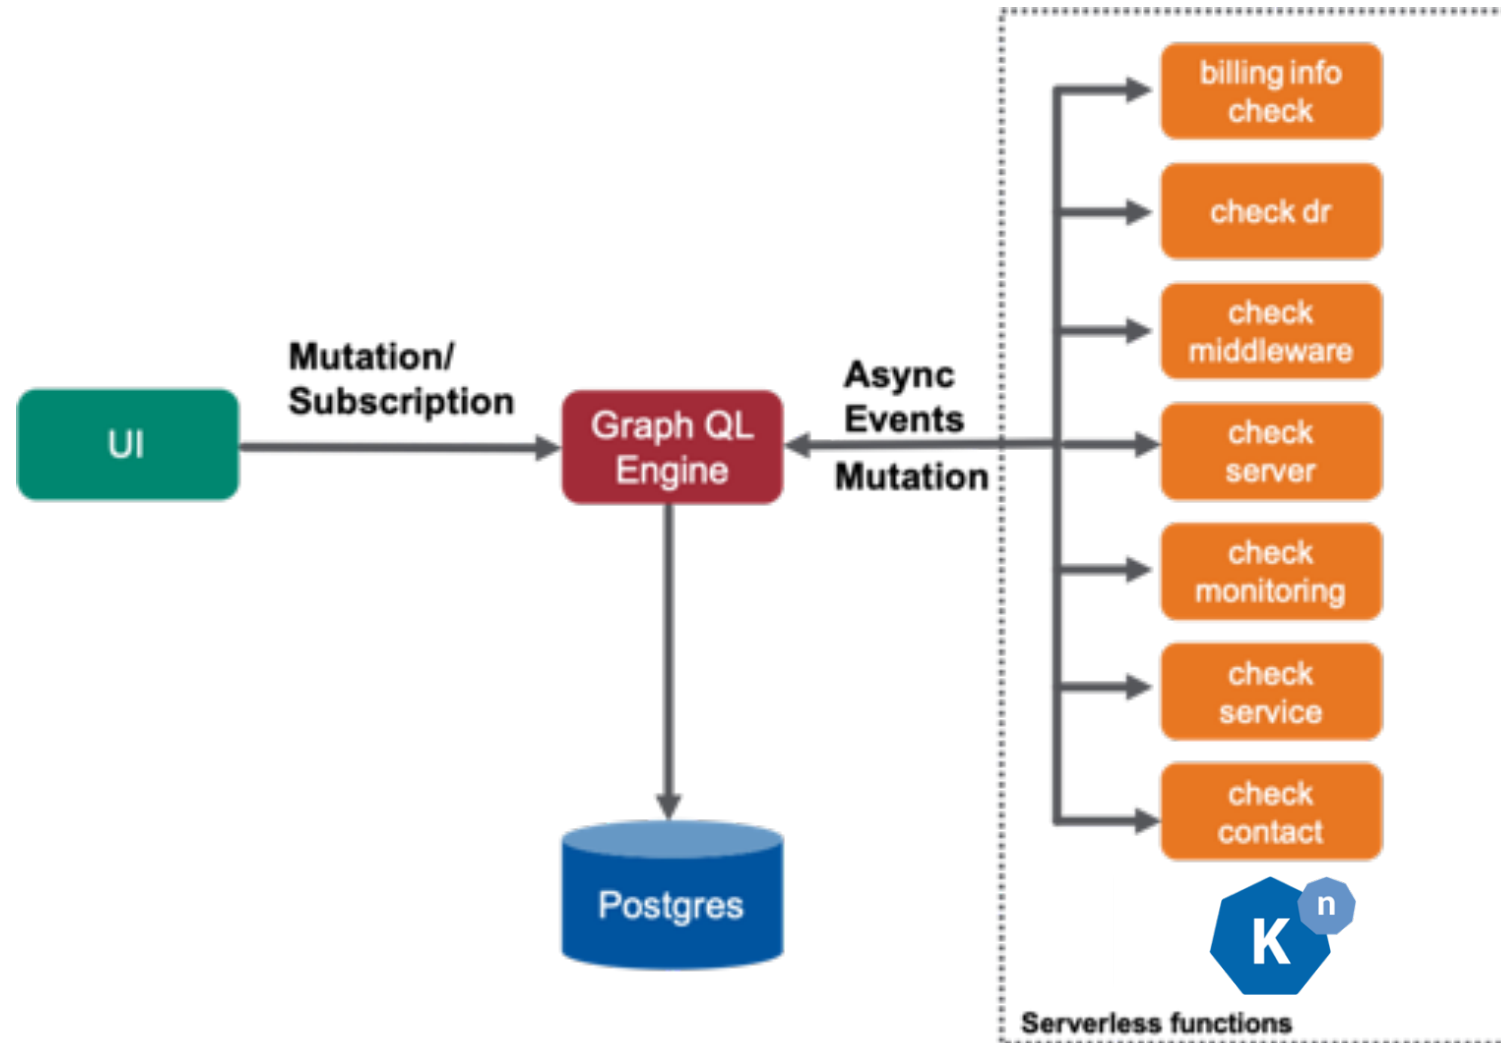 billing info
check
check dr
Mutation/
Subscription
check
middleware
Async
Events
UI
Graph QL
Engine
check
server
Mutation
check
monitoring
check
service
check
contact
Postgres
K
n
Serverless functions